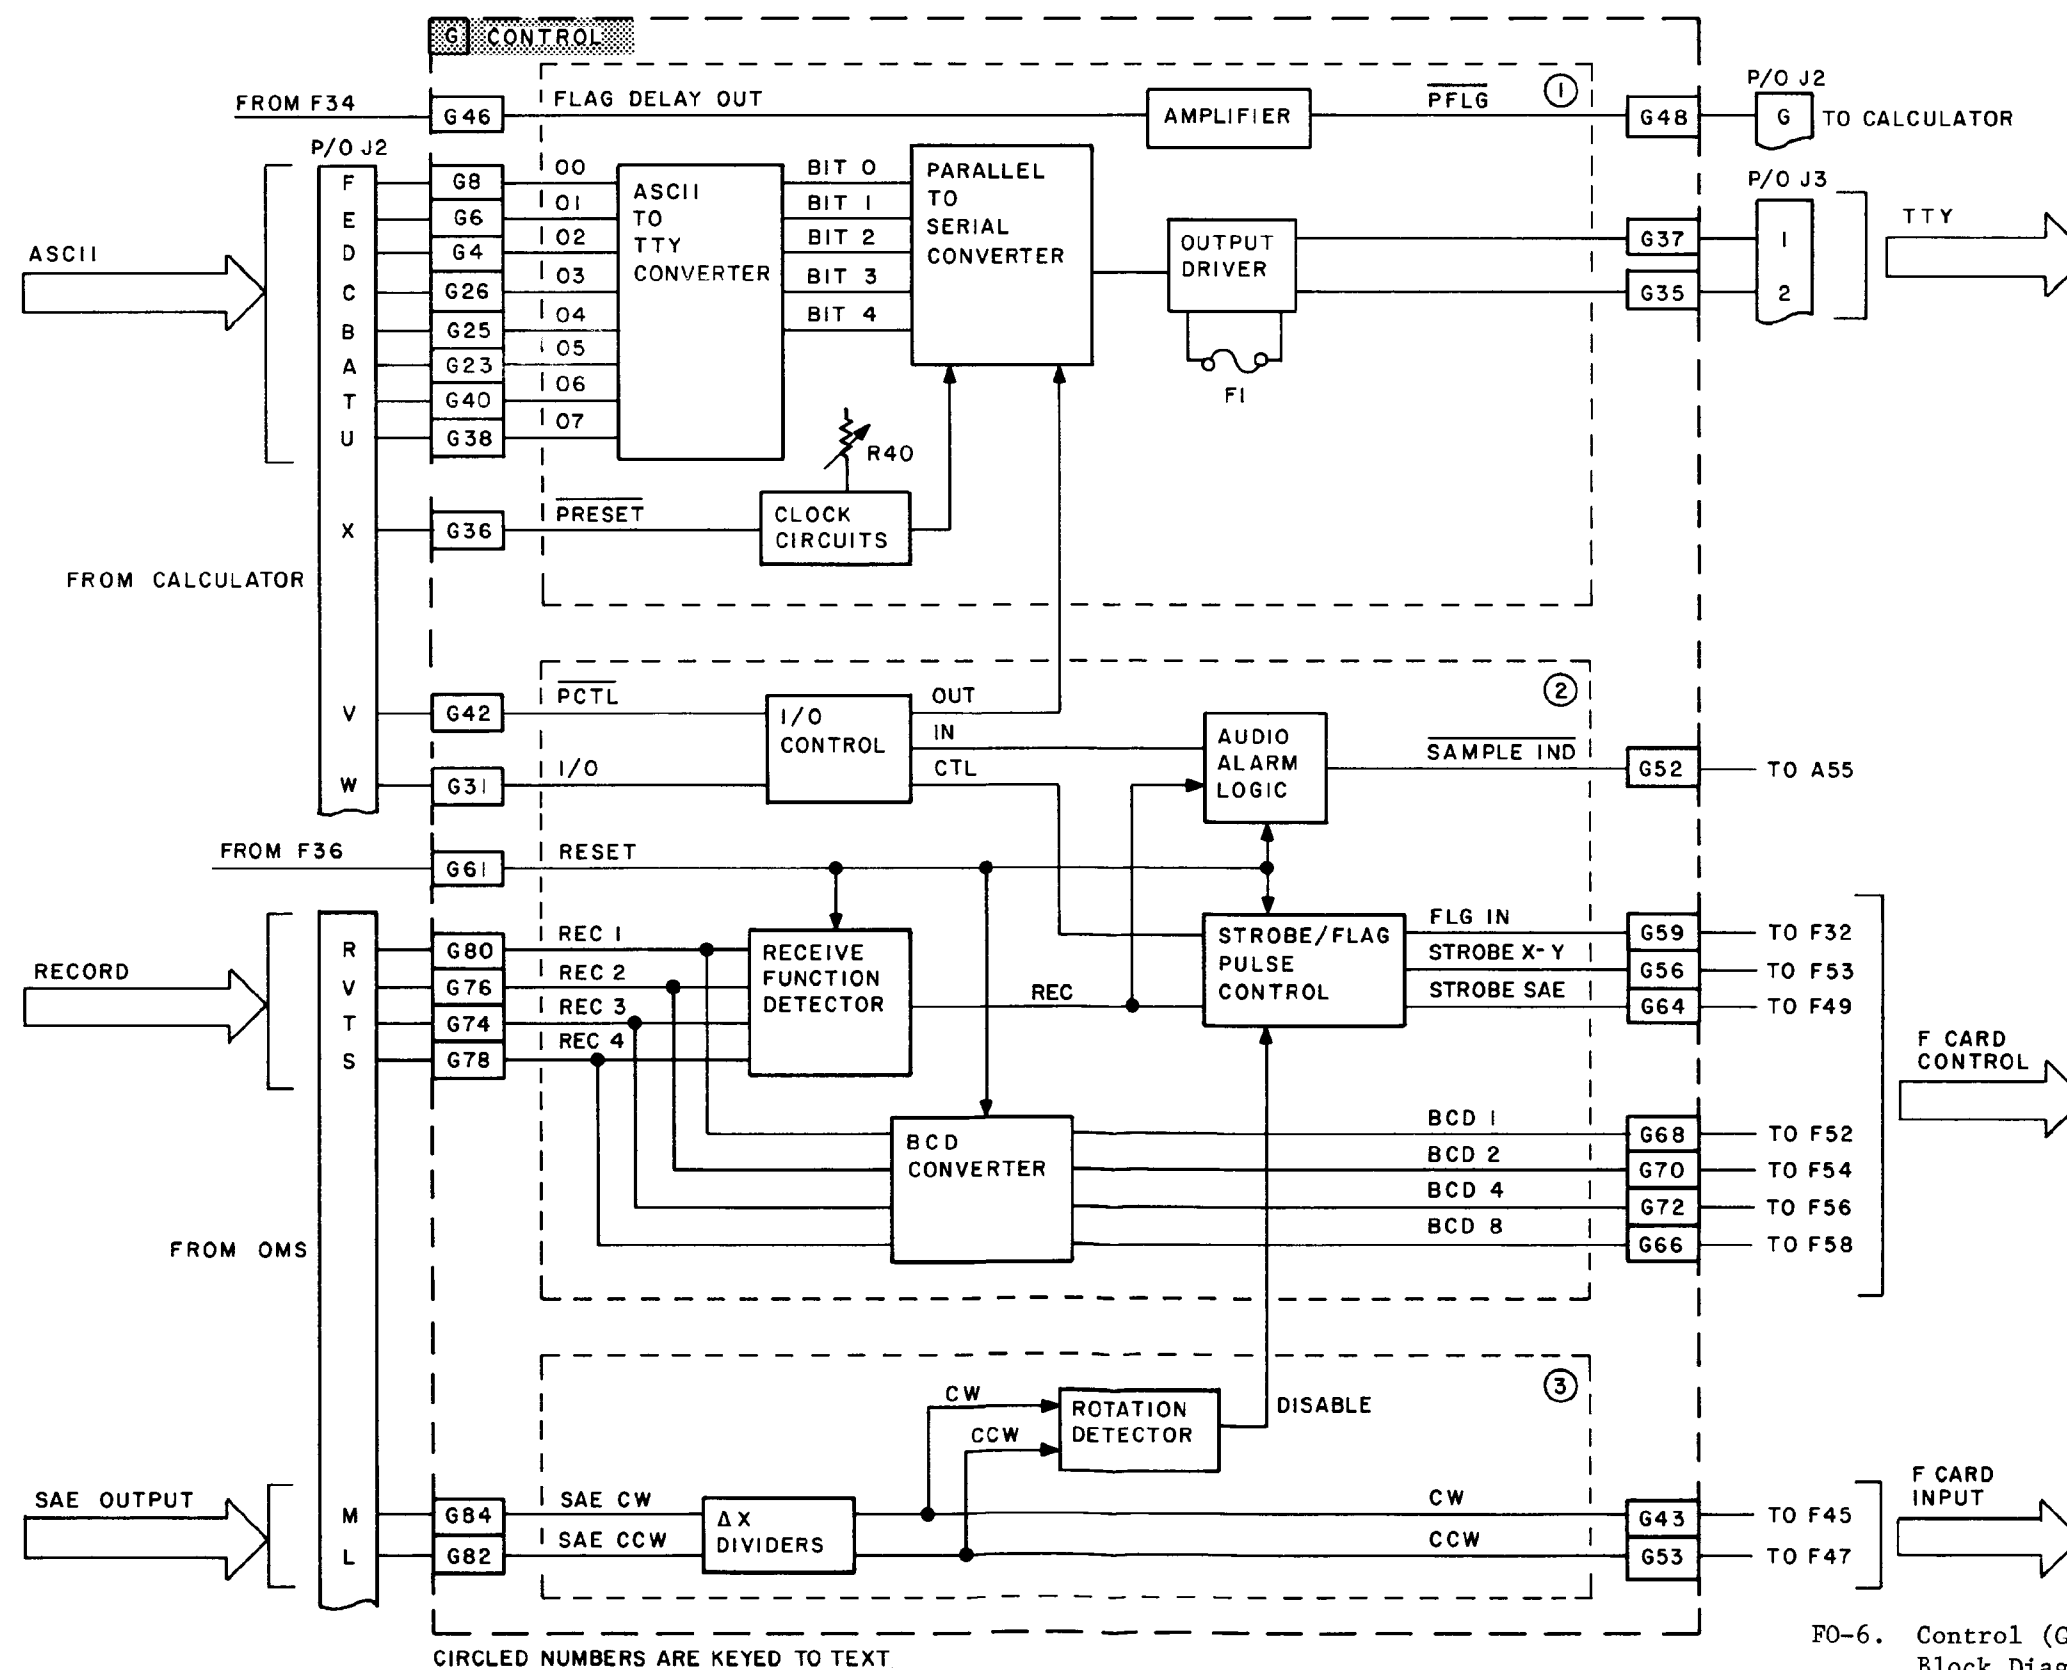 G CONTROL
FROM F34
G46
FLAG DELAY OUT
AMPLIFIER
PFLG
1
G48
P/O J2
G
TO CALCULATOR
P/O J2
ASCII
F
G8
00
E
G6
01
D
G4
02
C
G26
03
B
G25
04
A
G23
05
T
G40
06
U
G38
07
ASCII
TO
TTY
CONVERTER
BIT 0
BIT 1
BIT 2
BIT 3
BIT 4
PARALLEL
TO
SERIAL
CONVERTER
OUTPUT
DRIVER
F1
G37
G35
P/O J3
1
2
TTY
R40
X
G36
PRESET
CLOCK
CIRCUITS
FROM CALCULATOR
V
G42
PCTL
W
G31
I/O
I/O
CONTROL
OUT
IN
CTL
2
AUDIO
ALARM
LOGIC
SAMPLE IND
G52
TO A55
FROM F36
G61
RESET
RECORD
R
G80
REC 1
V
G76
REC 2
T
G74
REC 3
S
G78
REC 4
RECEIVE
FUNCTION
DETECTOR
REC
STROBE/FLAG
PULSE
CONTROL
FLG IN
G59
TO F32
STROBE X-Y
G56
TO F53
STROBE SAE
G64
TO F49
F CARD
CONTROL
BCD
CONVERTER
BCD 1
G68
TO F52
BCD 2
G70
TO F54
BCD 4
G72
TO F56
BCD 8
G66
TO F58
FROM OMS
3
CW
CCW
ROTATION
DETECTOR
DISABLE
SAE OUTPUT
M
G84
SAE CW
L
G82
SAE CCW
ΔX
DIVIDERS
CW
G43
TO F45
CCW
G53
TO F47
F CARD
INPUT
CIRCLED NUMBERS ARE KEYED TO TEXT
FO-6. Control (G
Block Diag